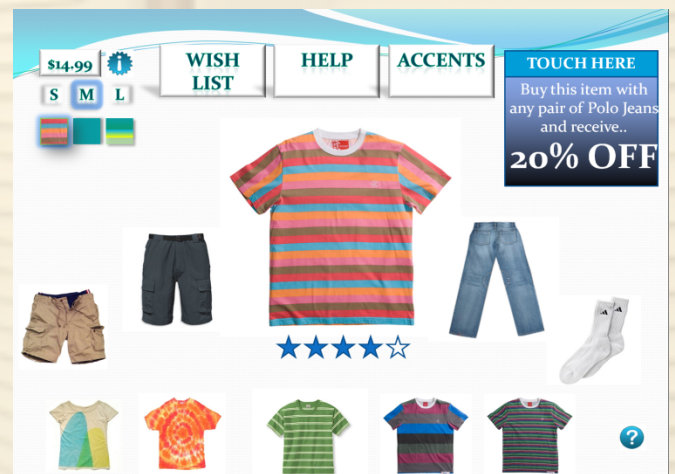 $14.99
i
WISH
LIST
HELP
ACCENTS
S M L
TOUCH HERE
Buy this item with
any pair of Polo Jeans
and receive..
20% OFF
?